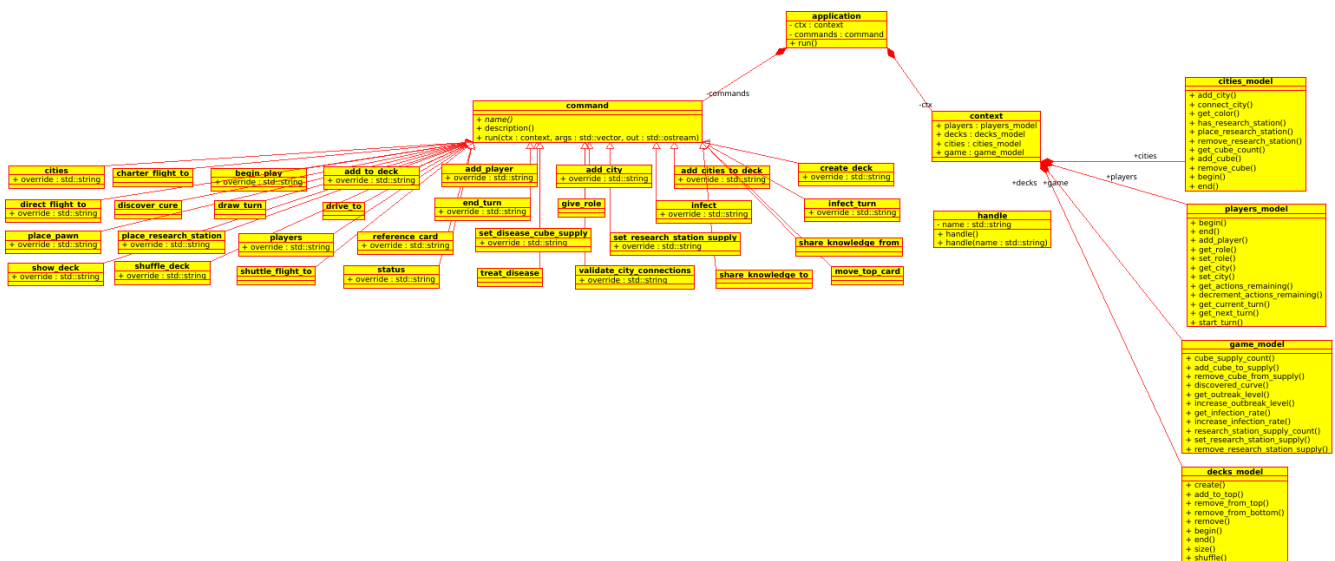 application
- ctx : context
- commands : command
+ run()
-commands
-ctx
command
+ name()
+ description()
+ run(ctx : context, args : std::vector, out : std::ostream)
context
+ players : players_model
+ decks : decks_model
+ cities : cities_model
+ game : game_model
+cities
+players
+decks
+game
cities_model
+ add_city()
+ connect_city()
+ get_color()
+ has_research_station()
+ place_research_station()
+ remove_research_station()
+ get_cube_count()
+ add_cube()
+ remove_cube()
+ begin()
+ end()
cities
+ override : std::string
charter_flight_to
begin_play
+ override : std::string
add_to_deck
+ override : std::string
add_player
+ override : std::string
add_city
+ override : std::string
add_cities_to_deck
+ override : std::string
create_deck
+ override : std::string
direct_flight_to
+ override : std::string
discover_cure
draw_turn
drive_to
end_turn
+ override : std::string
give_role
infect
+ override : std::string
infect_turn
+ override : std::string
place_pawn
+ override : std::string
place_research_station
+ override : std::string
players
+ override : std::string
reference_card
+ override : std::string
set_disease_cube_supply
+ override : std::string
set_research_station_supply
+ override : std::string
share_knowledge_from
show_deck
+ override : std::string
shuffle_deck
+ override : std::string
shuttle_flight_to
status
+ override : std::string
treat_disease
validate_city_connections
+ override : std::string
share_knowledge_to
move_top_card
handle
- name : std::string
+ handle()
+ handle(name : std::string)
players_model
+ begin()
+ end()
+ add_player()
+ get_role()
+ set_role()
+ get_city()
+ set_city()
+ get_actions_remaining()
+ decrement_actions_remaining()
+ get_current_turn()
+ get_next_turn()
+ start_turn()
game_model
+ cube_supply_count()
+ add_cube_to_supply()
+ remove_cube_from_supply()
+ discovered_curve()
+ get_outreak_level()
+ increase_outbreak_level()
+ get_infection_rate()
+ increase_infection_rate()
+ research_station_supply_count()
+ set_research_station_supply()
+ remove_research_station_supply()
decks_model
+ create()
+ add_to_top()
+ remove_from_top()
+ remove_from_bottom()
+ remove()
+ begin()
+ end()
+ size()
+ shuffle()